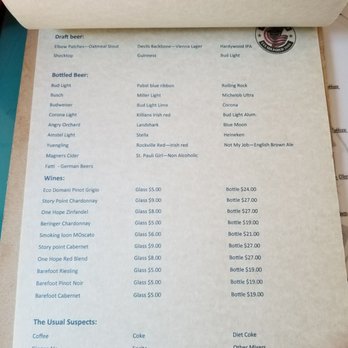 Draft beer:
Elbow Patches—Oatmeal Stout Devils Backbone—Vienna Lager Hardywood IPA
Shocktop Guinness Bud Light
Bottled Beer:
Bud Light Pabst blue ribbon Rolling Rock
Busch Miller Light Michelob Ultra
Budweiser Bud Light Lime Corona
Corona Light Killians Irish red Bud Light Alum.
Angry Orchard Landshark Blue Moon
Amstel Light Stella Heineken
Yuengling Rockville Red—Irish red Not My Job—English Brown Ale
Magners Cider St. Pauli Girl—Non Alcoholic
Fatti - German Beers
Wines:
Eco Domani Pinot Grigio Glass $5.00 Bottle $24.00
Story Point Chardonnay Glass $9.00 Bottle $27.00
One Hope Zinfandel Glass $8.00 Bottle $27.00
Beringer Chardonnay Glass $5.00 Bottle $19.00
Smoking loon MOscato Glass $6.00 Bottle $21.00
Story point Cabernet Glass $9.00 Bottle $27.00
One Hope Red Blend Glass $8.00 Bottle $27.00
Barefoot Riesling Glass $5.00 Bottle $19.00
Barefoot Pinot Noir Glass $5.00 Bottle $19.00
Barefoot Cabernet Glass $5.00 Bottle $19.00
The Usual Suspects:
Coffee Coke Diet Coke
Other Mixers